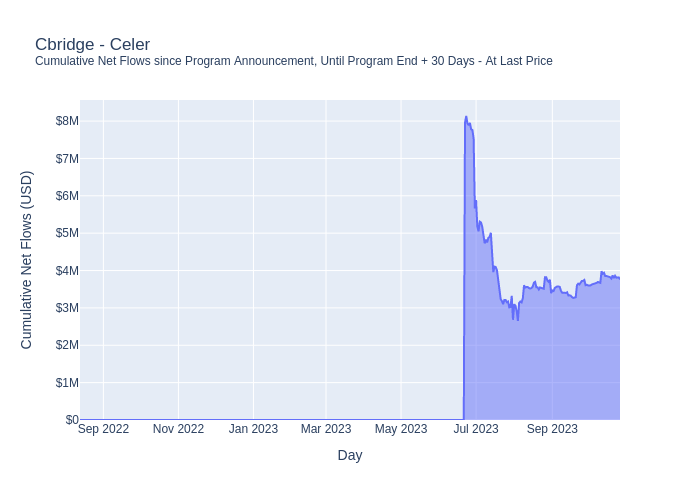 Cbridge - Celer
Cumulative Net Flows since Program Announcement, Until Program End + 30 Days - At Last Price
Cumulative Net Flows (USD)
$8M
$7M
$6M
$5M
$4M
$3M
$2M
$1M
$0
Sep 2022 Nov 2022 Jan 2023 Mar 2023 May 2023 Jul 2023 Sep 2023
Day